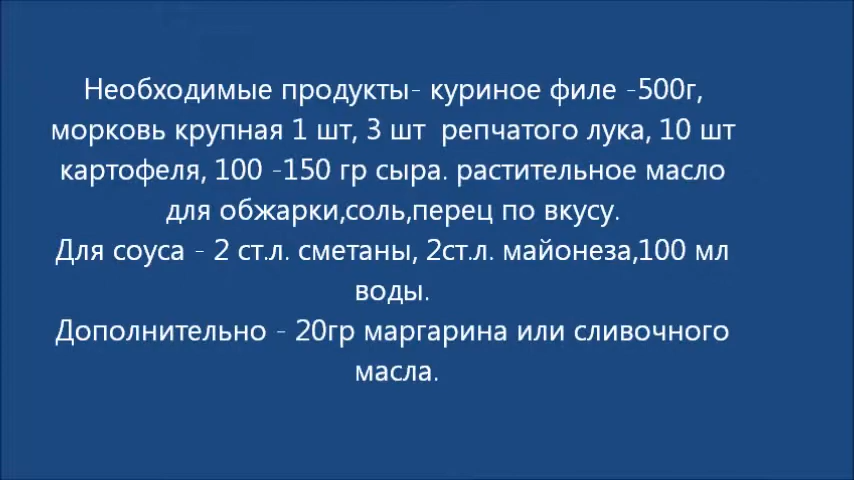 Необходимые продукты- куриное филе -500г,
морковь крупная 1 шт, 3 шт  репчатого лука, 10 шт
картофеля, 100 -150 гр сыра. растительное масло
для обжарки,соль,перец по вкусу.
Для соуса - 2 ст.л. сметаны, 2ст.л. майонеза,100 мл
воды.
Дополнительно - 20гр маргарина или сливочного
масла.